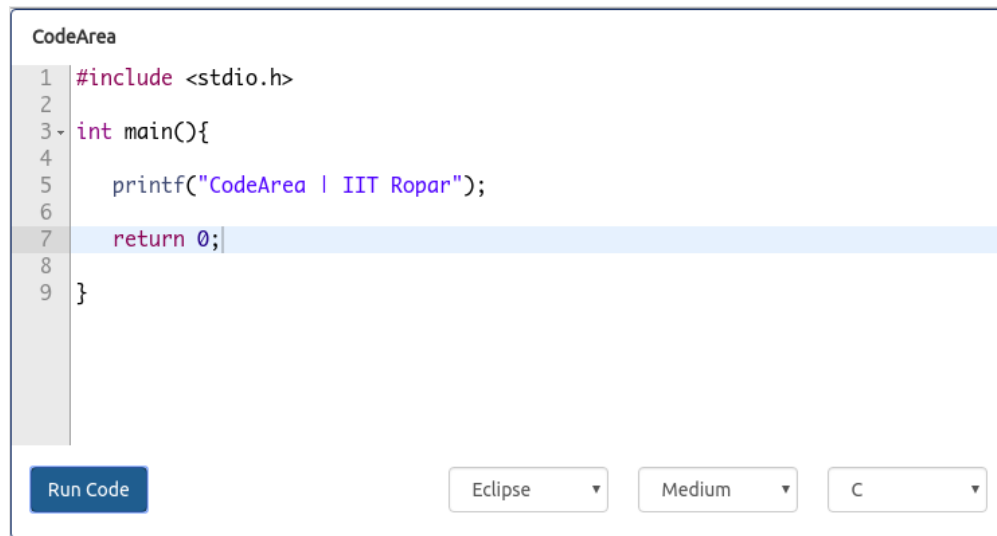 CodeArea
1 #include <stdio.h>
2
3 int main(){
4
5 printf("CodeArea | IIT Ropar");
6
7 return 0;
8
9 }
Run Code Eclipse Medium C